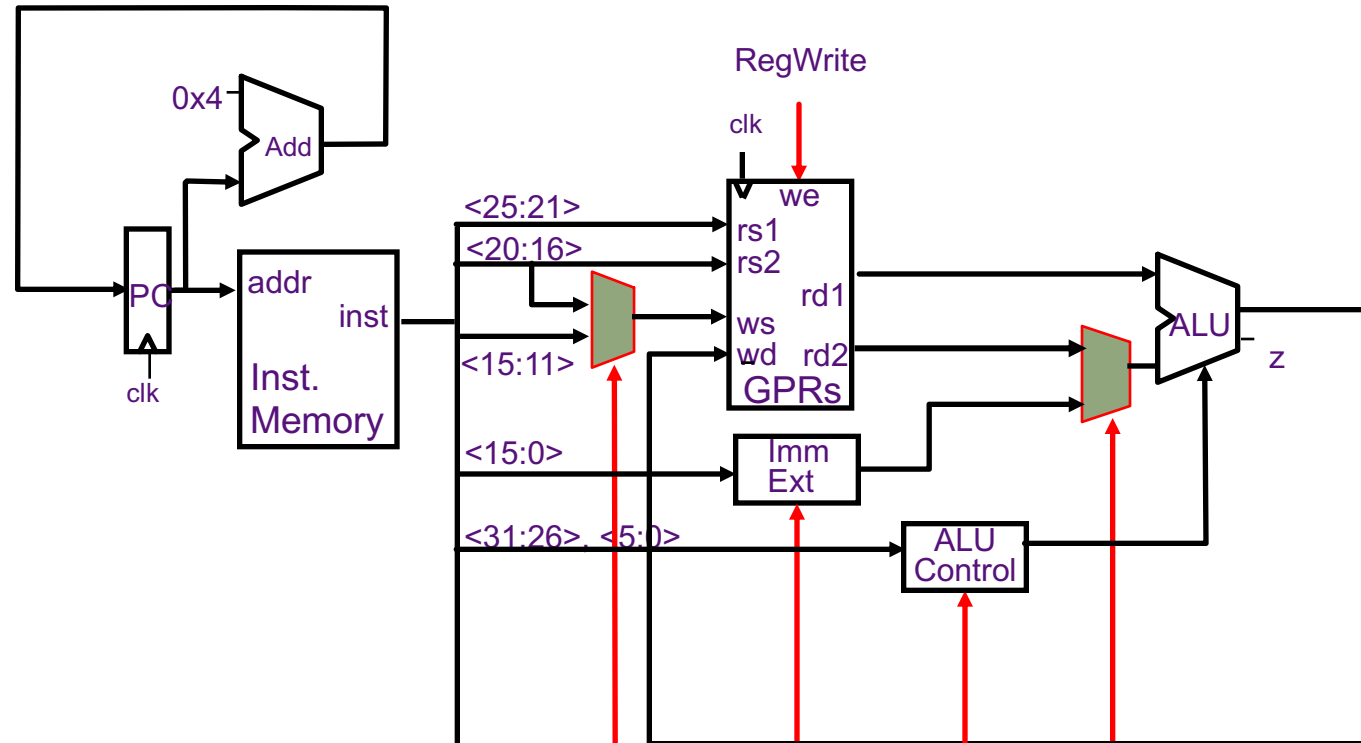 RegWrite
0x4
clk
Add
we
<25:21>
rs1
<20:16>
rs2
addr
PC
rd1
inst
ws
ALU
wd
rd2
z
<15:11>
clk
Inst.
Memory
GPRs
<15:0>
Imm
Ext
<31:26>, <5:0>
ALU
Control